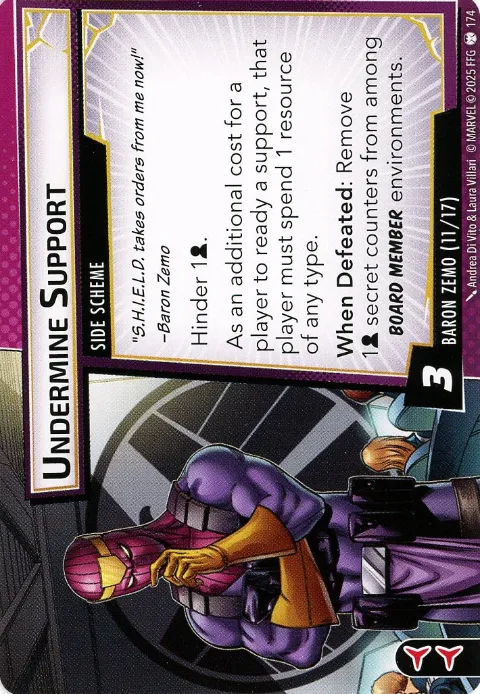 UNDERMINE SUPPORT
SIDE SCHEME
"S.H.I.E.L.D. takes orders from me now!"
–Baron Zemo
Hinder 1.
As an additional cost for a
player to ready a support, that
player must spend 1 resource
of any type.
When Defeated: Remove
1 secret counters from among
BOARD MEMBER environments.
3
BARON ZEMO (11/17)
Andrea Di Vito & Laura Villari © MARVEL © 2025 FFG 174